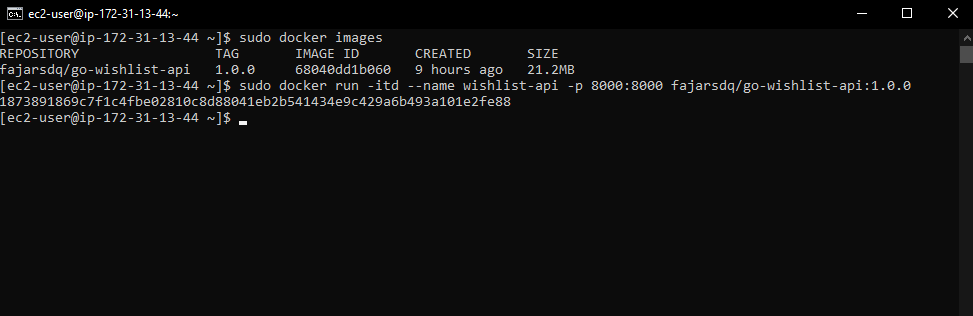 ec2-user@ip-172-31-13-44:~
[ec2-user@ip-172-31-13-44 ~]$ sudo docker images
REPOSITORY TAG IMAGE ID CREATED SIZE
fajarsdq/go-wishlist-api 1.0.0 68040dd1b060 9 hours ago 21.2MB
[ec2-user@ip-172-31-13-44 ~]$ sudo docker run -itd --name wishlist-api -p 8000:8000 fajarsdq/go-wishlist-api:1.0.0
1873891869c7f1c4fbe02810c8d88041eb2b541434e9c429a6b493a101e2fe88
[ec2-user@ip-172-31-13-44 ~]$